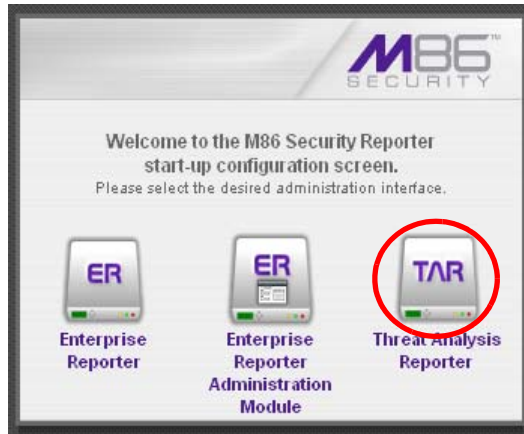 M86™
SECURITY
Welcome to the M86 Security Reporter
start-up configuration screen.
Please select the desired administration interface.
ER
ER
TAR
Enterprise
Reporter
Enterprise
Reporter
Administration
Module
Threat Analysis
Reporter